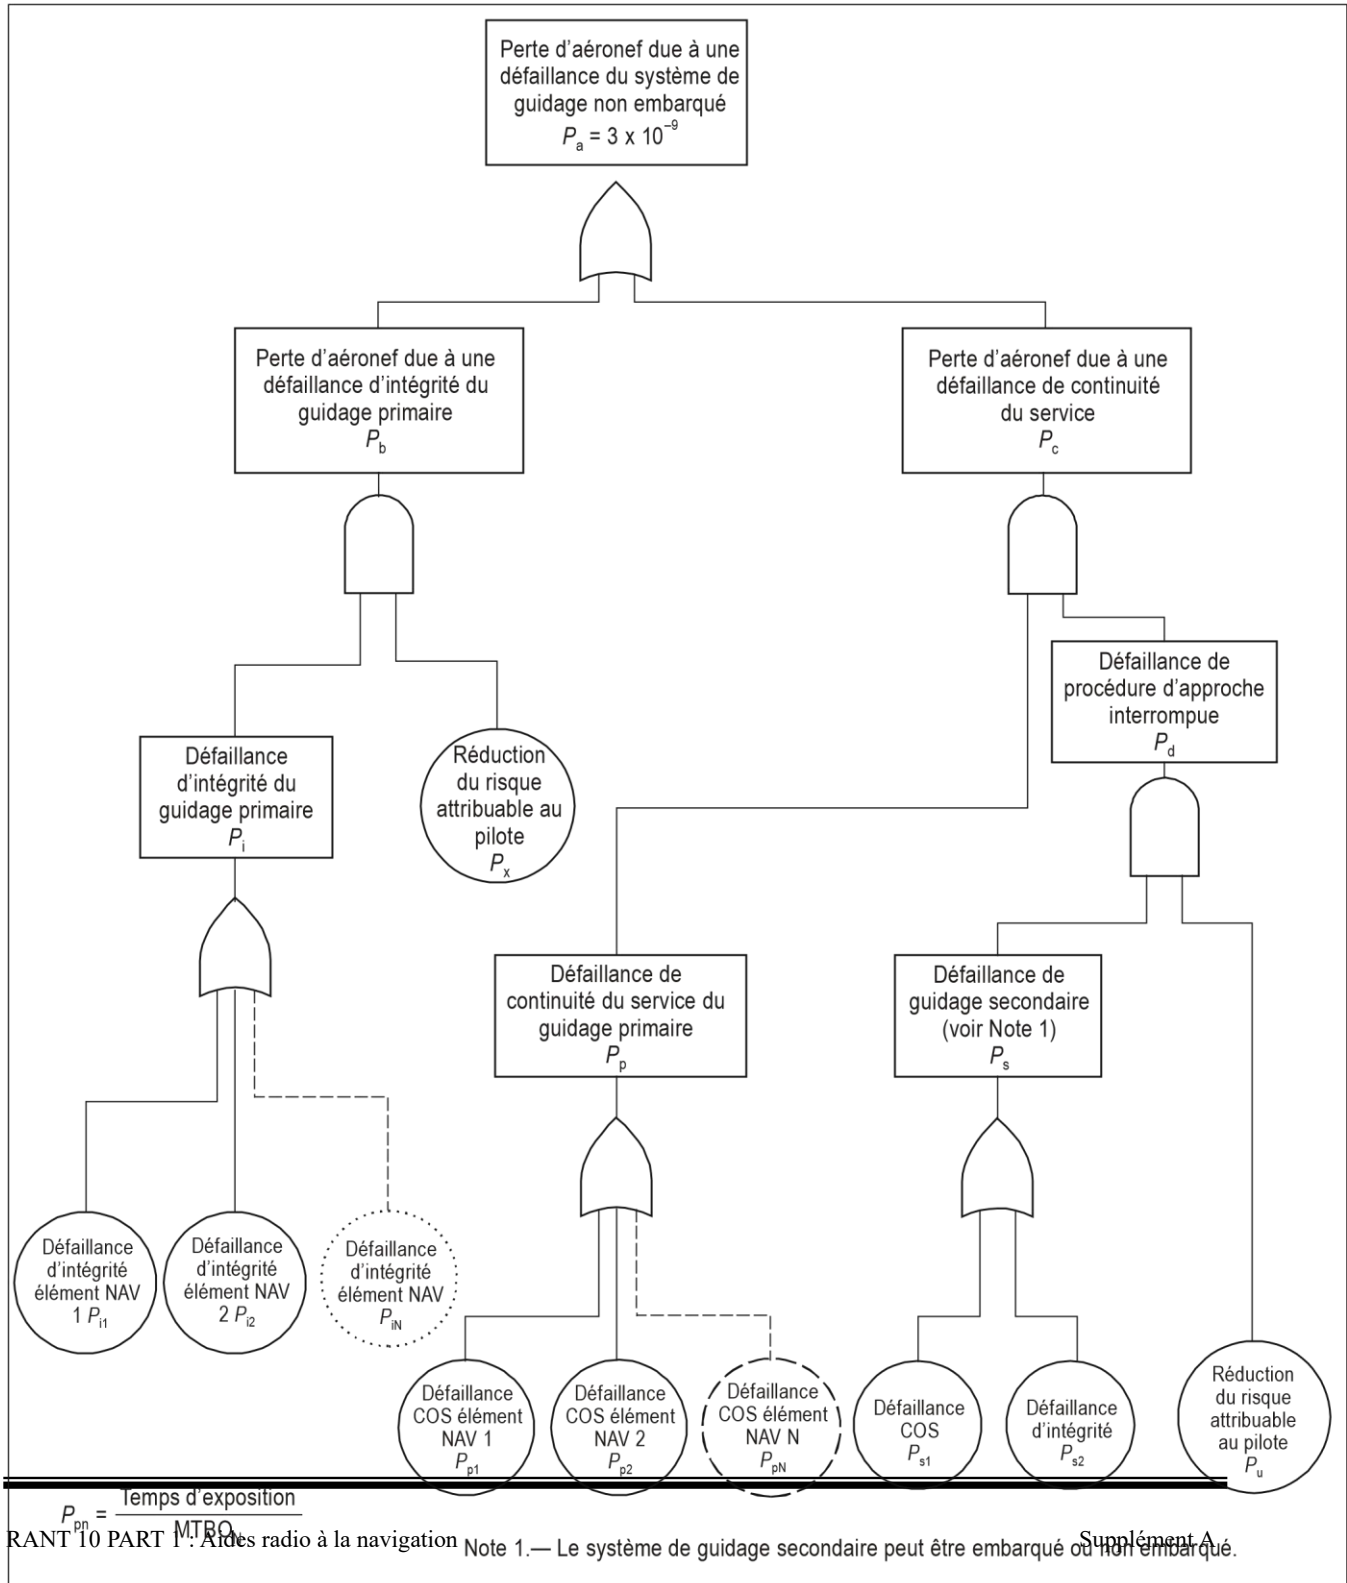 Perte d'aéronef due à une
défaillance du système de
guidage non embarqué
Pa = 3 x 10–9
Perte d'aéronef due à une
défaillance d'intégrité du
guidage primaire
Pb
Perte d'aéronef due à une
défaillance de continuité
du service
Pc
Défaillance de
procédure d'approche
interrompue
Pd
Défaillance
d'intégrité du
guidage primaire
Pi
Réduction
du risque
attribuable au
pilote
Px
Défaillance de
continuité du service du
guidage primaire
Pp
Défaillance de
guidage secondaire
(voir Note 1)
Ps
Défaillance
d'intégrité
élément NAV
1 Pi1
Défaillance
d'intégrité
élément NAV
2 Pi2
Défaillance
d'intégrité
élément NAV
PiN
Défaillance
COS élément
NAV 1
Pp1
Défaillance
COS élément
NAV 2
Pp2
Défaillance
COS élément
NAV N
PpN
Défaillance
COS
Ps1
Défaillance
d'intégrité
Ps2
Réduction
du risque
attribuable
au pilote
Pu
Ppn = Temps d'exposition
MTBON
RANT 10 PART 1 : Aides radio à la navigation
Supplément A
Note 1.— Le système de guidage secondaire peut être embarqué ou non embarqué.